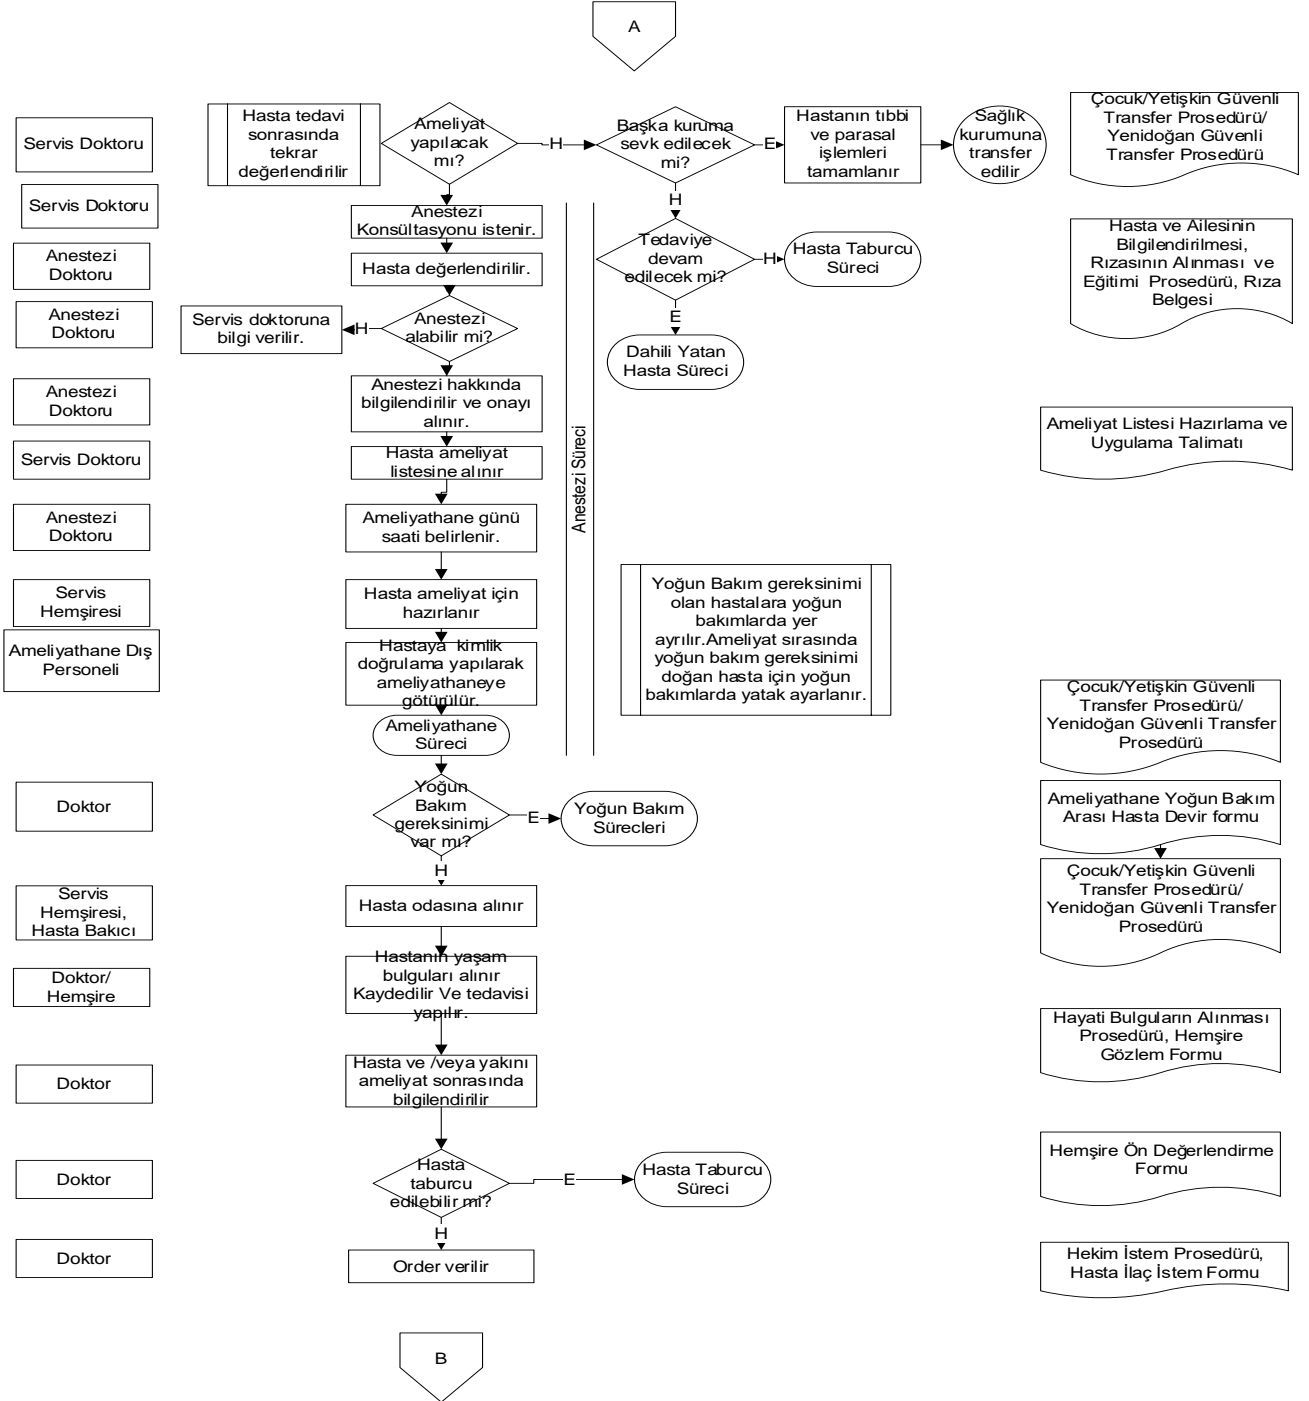 A
Servis Doktoru
Hasta tedavi
sonrasında
tekrar
değerlendirilir
Ameliyat
yapılacak
mı?
H
Başka kuruma
sevk edilecek
mi?
E
Hastanın tıbbi
ve parasal
işlemleri
tamamlanır
Sağlık
kurumuna
transfer
edilir
Çocuk/Yetişkin Güvenli
Transfer Prosedürü/
Yenidoğan Güvenli
Transfer Prosedürü
Servis Doktoru
Anestezi
Konsültasyonu istenir.
H
Anestezi
Doktoru
Hasta değerlendirilir.
Tedaviye
devam
edilecek mi?
H
Hasta Taburcu
Süreci
Hasta ve Ailesinin
Bilgilendirilmesi,
Rızasının Alınması ve
Eğitimi Prosedürü, Rıza
Belgesi
Anestezi
Doktoru
Servis doktoruna
bilgi verilir.
H
Anestezi
alabilir mi?
E
Dahili Yatan
Hasta Süreci
Anestezi
Doktoru
Anestezi hakkında
bilgilendirilir ve onayı
alınır.
Anestezi Süreci
Ameliyat Listesi Hazırlama ve
Uygulama Talimatı
Servis Doktoru
Hasta ameliyat
listesine alınır
Anestezi
Doktoru
Ameliyathane günü
saati belirlenir.
Servis
Hemşiresi
Hasta ameliyat için
hazırlanır
Yoğun Bakım gereksinimi
olan hastalara yoğun
bakımlarda yer
ayrılır.Ameliyat sırasında
yoğun bakım gereksinimi
doğan hasta için yoğun
bakımlarda yatak ayarlanır.
Ameliyathane Dış
Personeli
Hastaya kimlik
doğrulama yapılarak
ameliyathaneye
götürülür.
Çocuk/Yetişkin Güvenli
Transfer Prosedürü/
Yenidoğan Güvenli Transfer
Prosedürü
Ameliyathane
Süreci
Doktor
Yoğun
Bakım
gereksinimi
var mı?
E
Yoğun Bakım
Sürecleri
Ameliyathane Yoğun Bakım
Arası Hasta Devir formu
H
Servis
Hemşiresi,
Hasta Bakıcı
Hasta odasına alınır
Çocuk/Yetişkin Güvenli
Transfer Prosedürü/
Yenidoğan Güvenli Transfer
Prosedürü
Doktor/
Hemşire
Hastanın yaşam
bulguları alınır
Kaydedilir Ve tedavisi
yapılır.
Hayati Bulguların Alınması
Prosedürü, Hemşire
Gözlem Formu
Doktor
Hasta ve /veya yakını
ameliyat sonrasında
bilgilendirilir
Doktor
Hasta
taburcu
edilebilir mi?
E
Hasta Taburcu
Süreci
Hemşire Ön Değerlendirme
Formu
H
Doktor
Order verilir
Hekim İstem Prosedürü,
Hasta İlaç İstem Formu
B